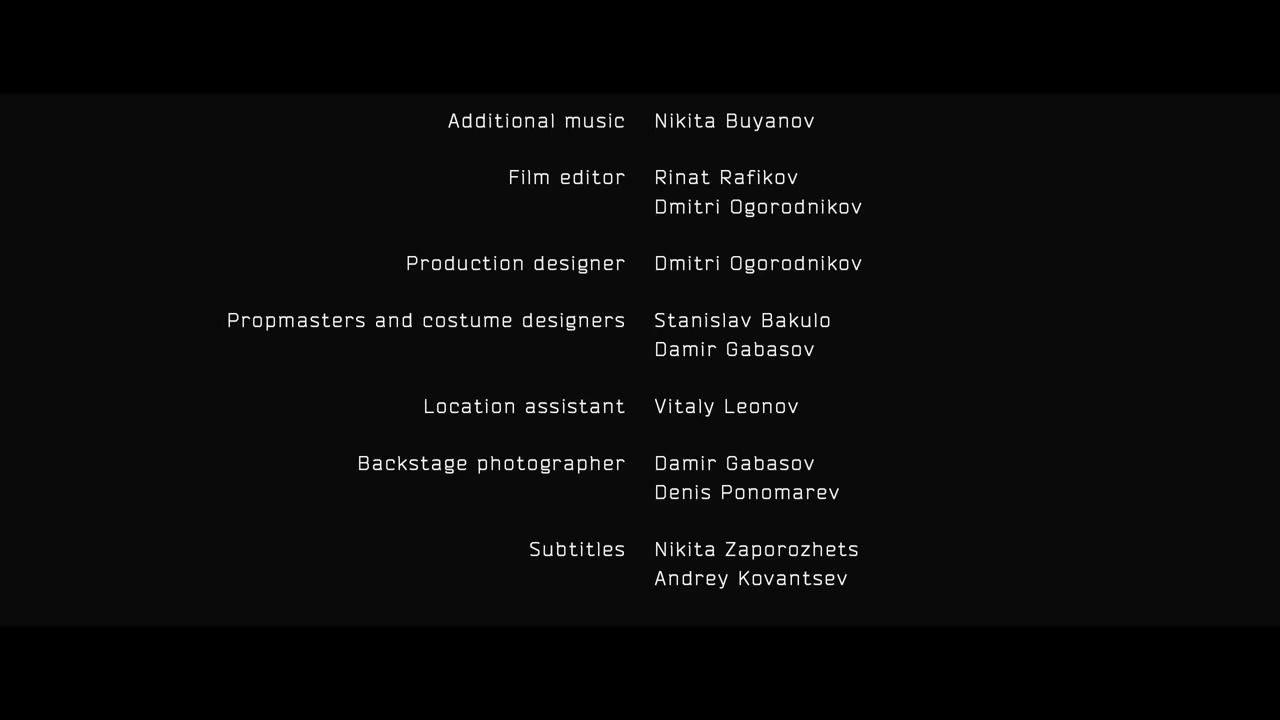 Additional music Nikita Buyanov
Film editor Rinat Rafikov
Dmitri Ogorodnikov
Production designer Dmitri Ogorodnikov
Propmasters and costume designers Stanislav Bakulo
Damir Gabasov
Location assistant Vitaly Leonov
Backstage photographer Damir Gabasov
Denis Ponomarev
Subtitles Nikita Zaporozhets
Andrey Kovantsev